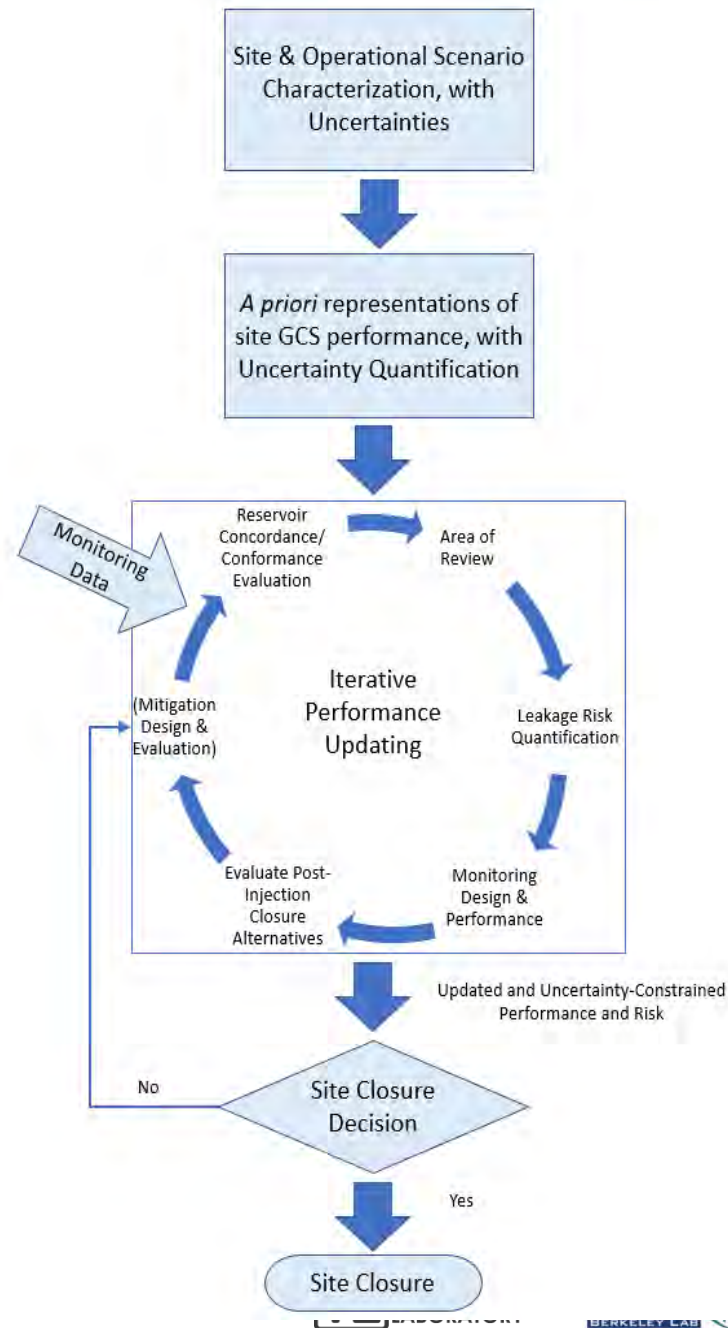 Site & Operational Scenario
Characterization, with
Uncertainties
A priori representations of
site GCS performance, with
Uncertainty Quantification
Monitoring
Data
Reservoir
Concordance/
Conformance
Evaluation
Area of
Review
Leakage Risk
Quantification
Monitoring
Design &
Performance
Evaluate Post-
Injection
Closure
Alternatives
(Mitigation
Design &
Evaluation)
Iterative
Performance
Updating
Updated and Uncertainty-Constrained
Performance and Risk
Site Closure
Decision
No
Yes
Site Closure
LABORATORY
BERKELEY LAB